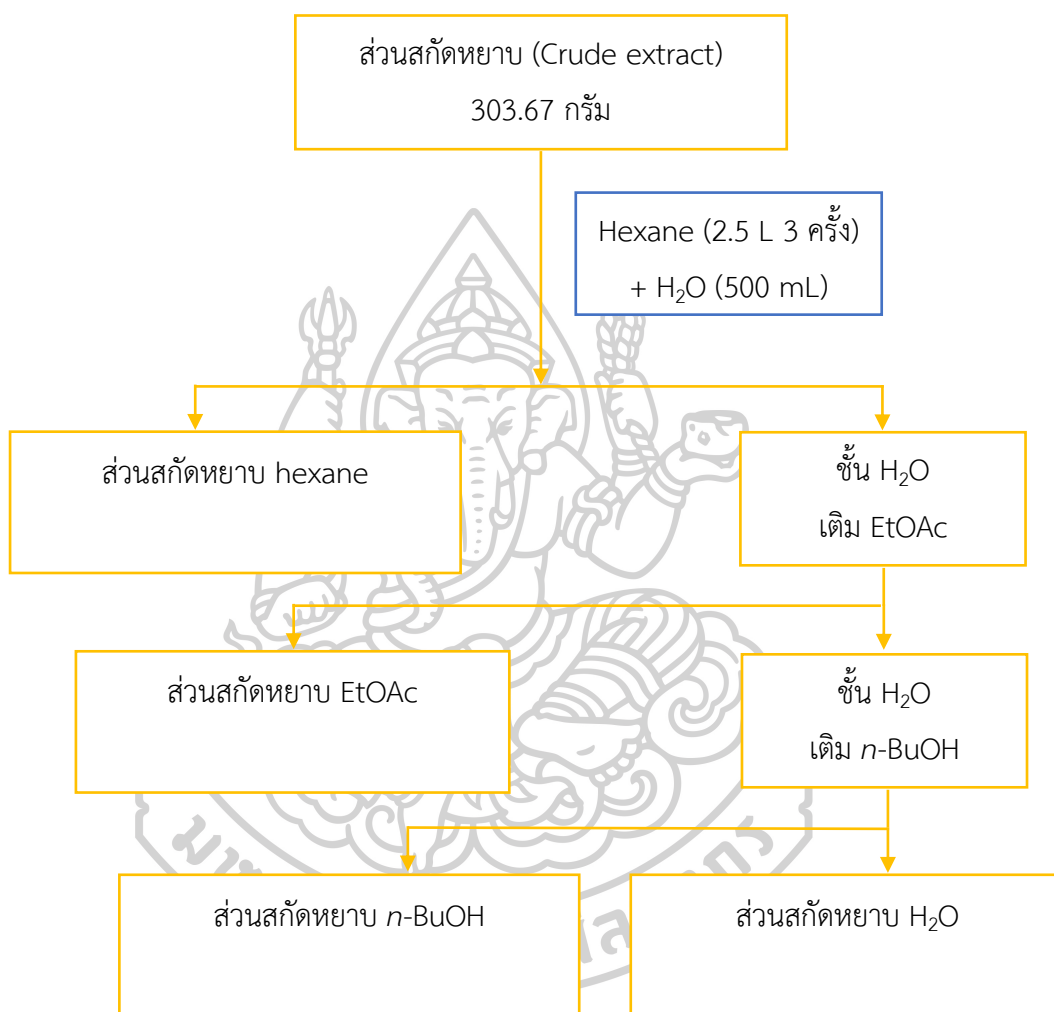 ส่วนสกัดหยาบ (Crude extract)
303.67 กรัม
Hexane (2.5 L 3 ครั้ง)
+ H₂O (500 mL)
ส่วนสกัดหยาบ hexane
ชั้น H₂O
เติม EtOAc
ส่วนสกัดหยาบ EtOAc
ชั้น H₂O
เติม n-BuOH
ส่วนสกัดหยาบ n-BuOH
ส่วนสกัดหยาบ H₂O